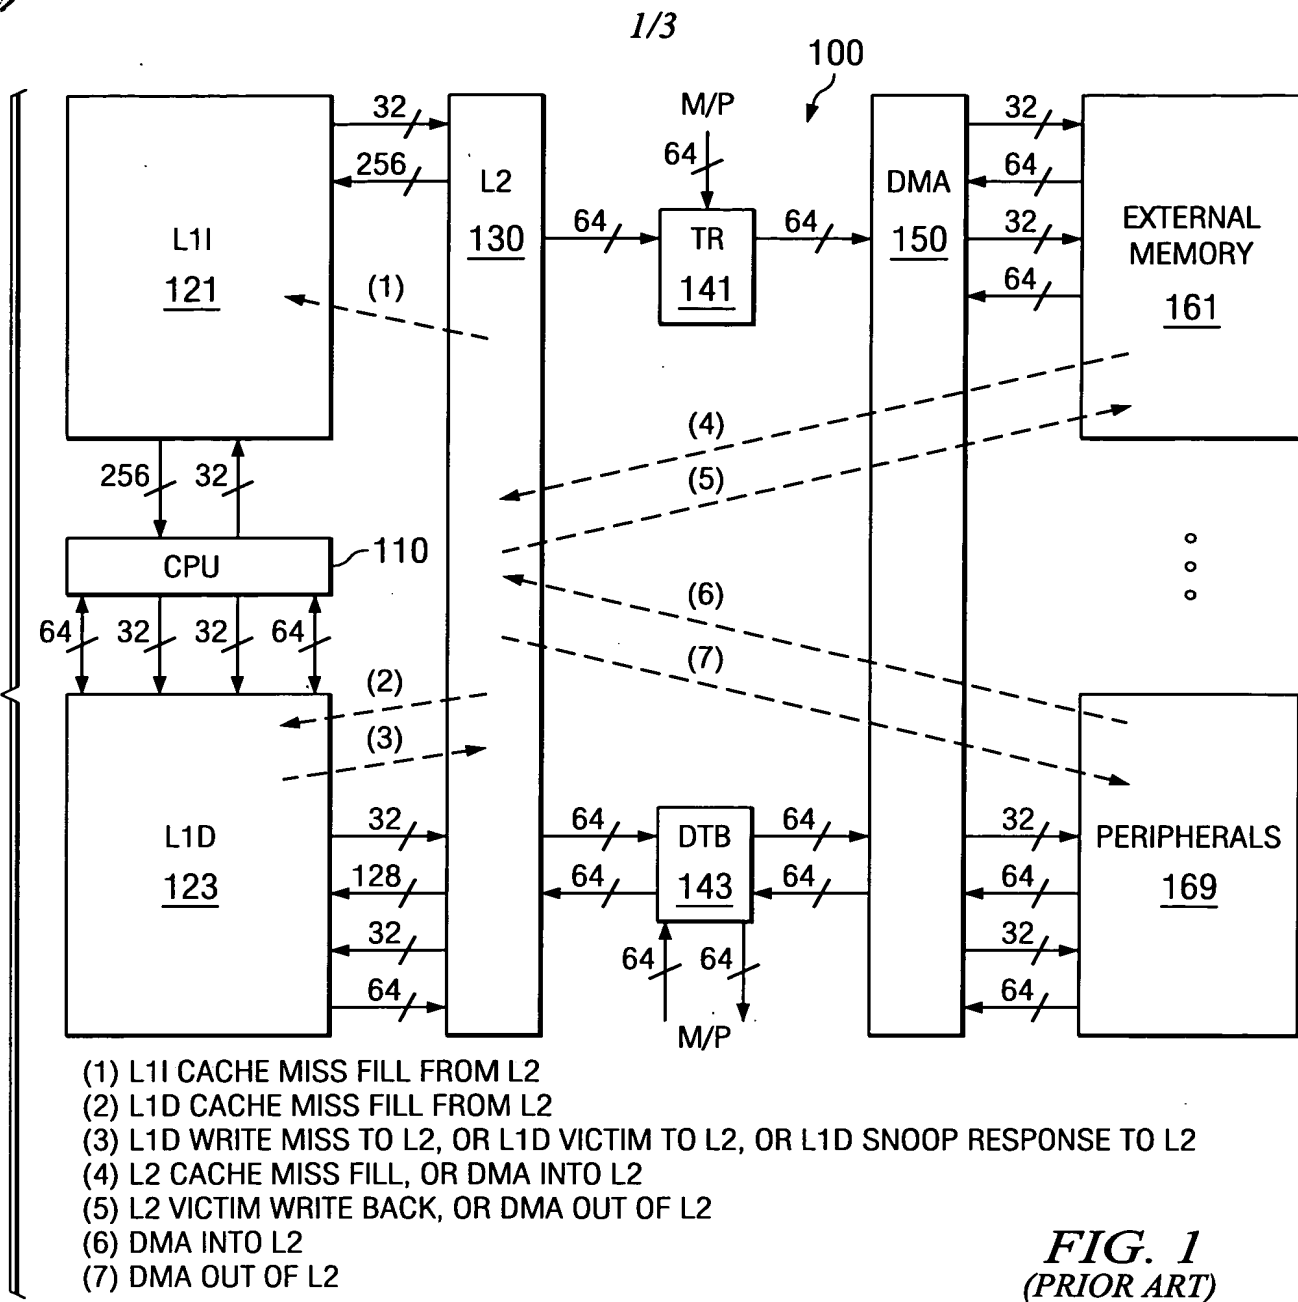 1/3
100
M/P
32
32
256
64
64
L2
DMA
L1I
64
TR
64
32
EXTERNAL
130
150
MEMORY
121
141
64
(1)
161
(4)
256
32
(5)
CPU
110
(6)
64
32
32
64
(7)
(2)
(3)
L1D
32
64
DTB
64
32
PERIPHERALS
123
128
64
143
64
64
169
32
64
64
32
64
64
M/P
(1) L1I CACHE MISS FILL FROM L2
(2) L1D CACHE MISS FILL FROM L2
(3) L1D WRITE MISS TO L2, OR L1D VICTIM TO L2, OR L1D SNOOP RESPONSE TO L2
(4) L2 CACHE MISS FILL, OR DMA INTO L2
(5) L2 VICTIM WRITE BACK, OR DMA OUT OF L2
(6) DMA INTO L2
(7) DMA OUT OF L2
FIG. 1
(PRIOR ART)